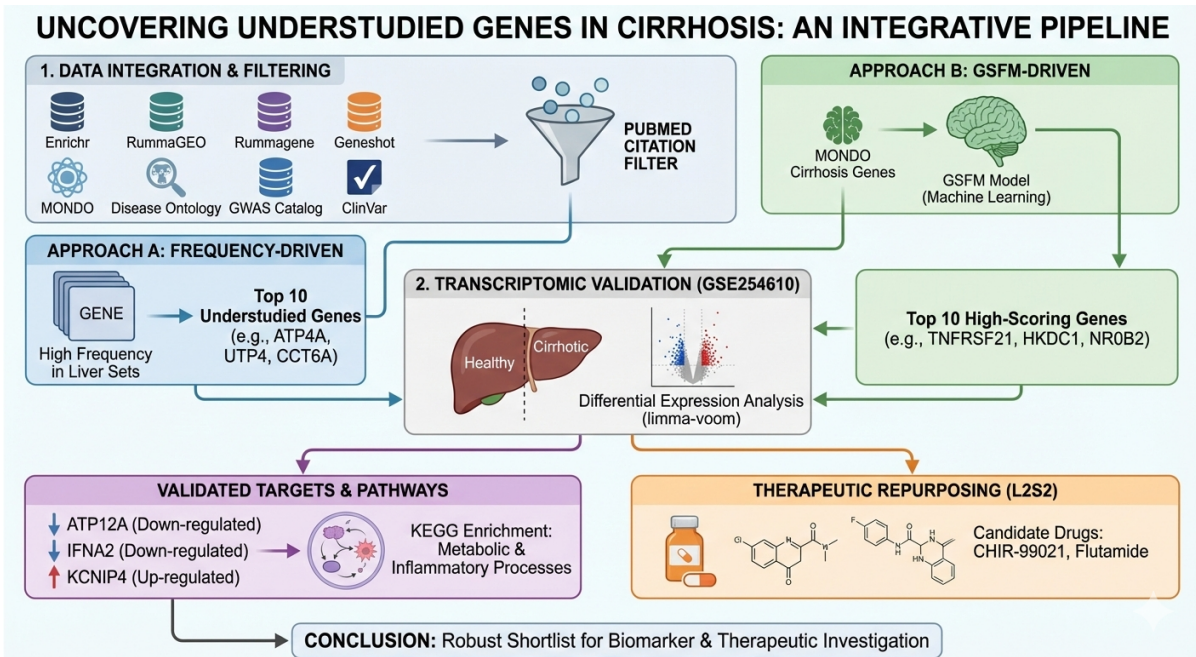 UNCOVERING UNDERSTUDIED GENES IN CIRRHOSIS: AN INTEGRATIVE PIPELINE
1. DATA INTEGRATION & FILTERING
Enrichr
RummaGEO
Rummagene
Geneshot
MONDO
Disease Ontology
GWAS Catalog
ClinVar
PUBMED
CITATION
FILTER
APPROACH B: GSFM-DRIVEN
MONDO
Cirrhosis Genes
GSFM Model
(Machine Learning)
APPROACH A: FREQUENCY-DRIVEN
GENE
High Frequency
in Liver Sets
Top 10
Understudied Genes
(e.g., ATP4A,
UTP4, CCT6A)
2. TRANSCRIPTOMIC VALIDATION (GSE254610)
Healthy
Cirrhotic
Differential Expression Analysis
(limma-voom)
Top 10 High-Scoring Genes
(e.g., TNFRSF21, HKDC1, NR0B2)
VALIDATED TARGETS & PATHWAYS
ATP12A (Down-regulated)
IFNA2 (Down-regulated)
KCNIP4 (Up-regulated)
KEGG Enrichment:
Metabolic &
Inflammatory Processes
THERAPEUTIC REPURPOSING (L2S2)
Cl
O
O
F
O
NH
HN
Candidate Drugs:
CHIR-99021, Flutamide
CONCLUSION: Robust Shortlist for Biomarker & Therapeutic Investigation